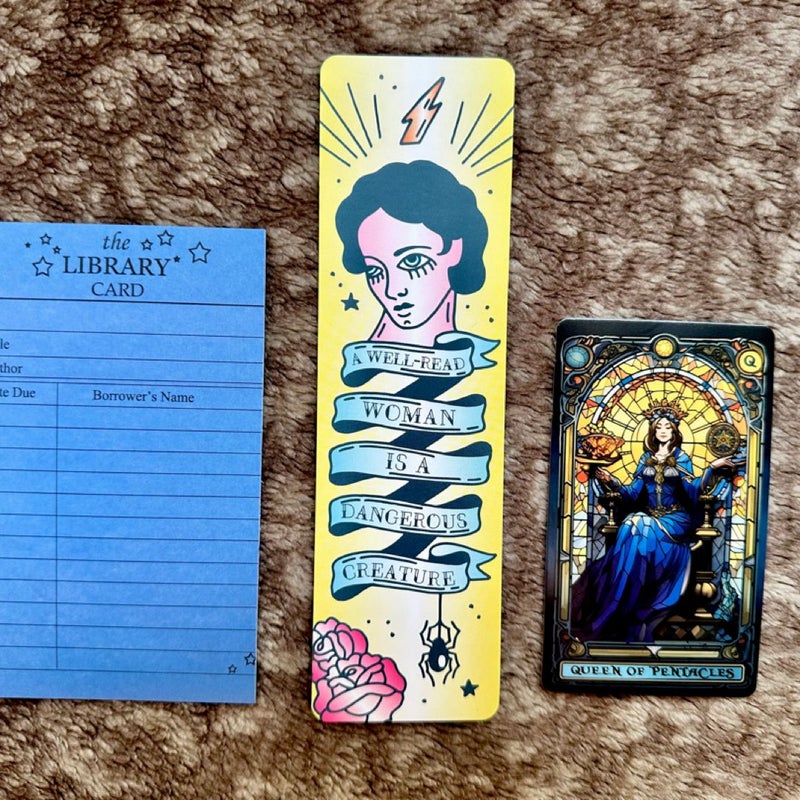 the
LIBRARY
CARD
le
thor
te Due
Borrower's Name
A WELL-READ
WOMAN
IS A
DANGEROUS
CREATURE
Q
QUEEN OF PENTACLES